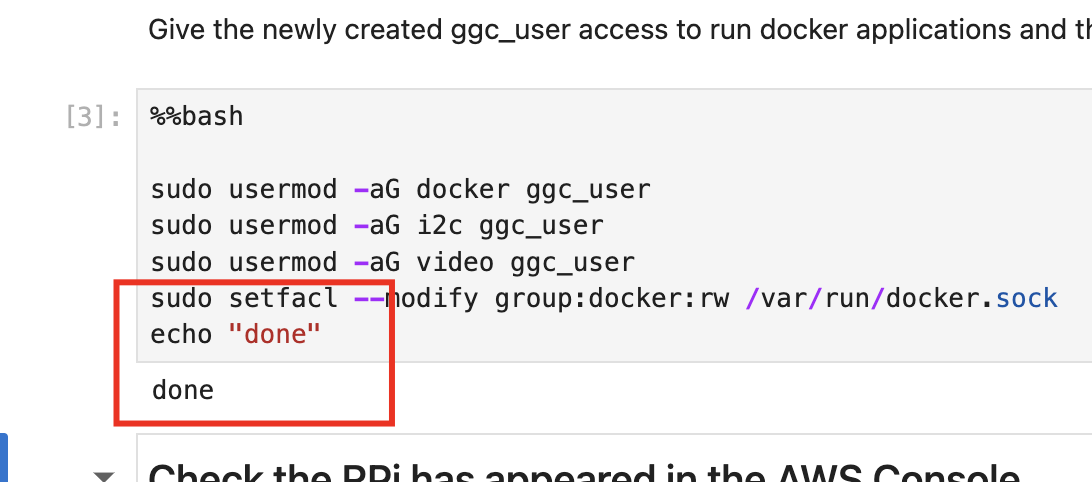 Give the newly created ggc_user access to run docker applications and
[3]:
%%bash
sudo usermod -aG docker ggc_user
sudo usermod -aG i2c ggc_user
sudo usermod -aG video ggc_user
sudo setfacl --modify group:docker:rw /var/run/docker.sock
echo "done"
done
Check the RPi has appeared in the AWS Console